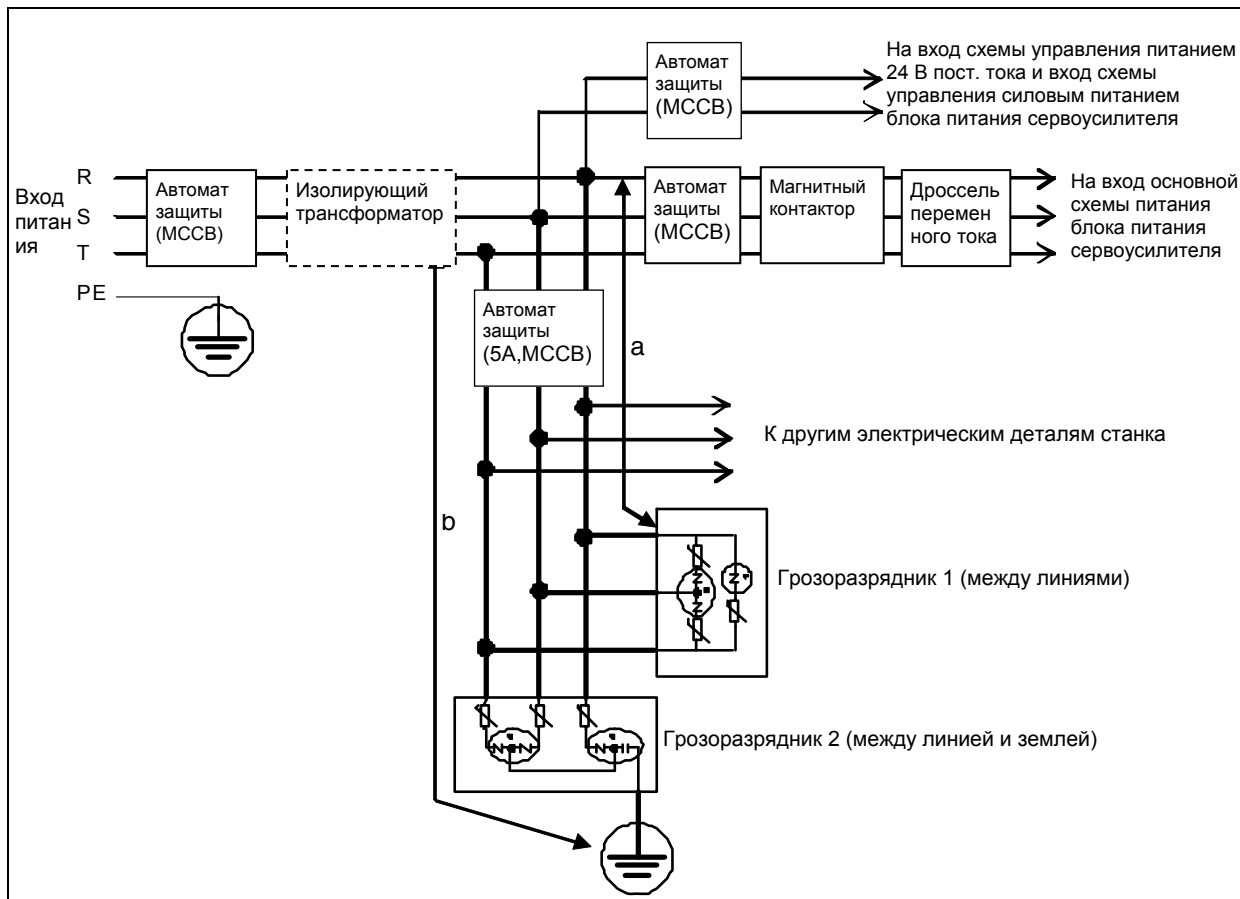 Автомат
защиты
(MCCB)
На вход схемы управления питанием
24 В пост. тока и вход схемы
управления силовым питанием
блока питания сервоусилителя
Вход
питан
ия
R
S
T
PE
Автомат
защиты
(MCCB)
Изолирующий
трансформатор
Автомат
защиты
(MCCB)
Магнитный
контактор
Дроссель
перемен
ного тока
На вход основной
схемы питания
блока питания
сервоусилителя
Автомат
защиты
(5A,MCCB)
a
К другим электрическим деталям станка
b
Грозоразрядник 1 (между линиями)
Грозоразрядник 2 (между линией и землей)